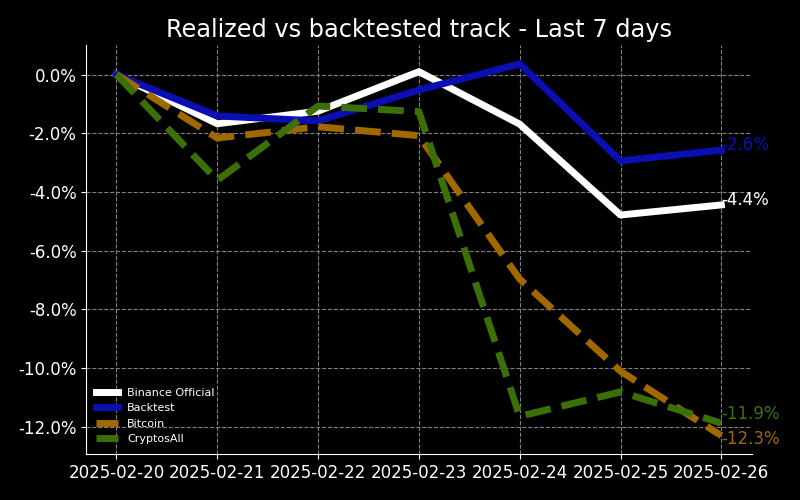 Realized vs backtested track - Last 7 days
0.0%
-2.0%
-4.0%
-6.0%
-8.0%
-10.0%
-12.0%
-2.6%
-4.4%
-11.9%
-12.3%
Binance Official
Backtest
Bitcoin
CryptosAll
2025-02-20 2025-02-21 2025-02-22 2025-02-23 2025-02-24 2025-02-25 2025-02-26